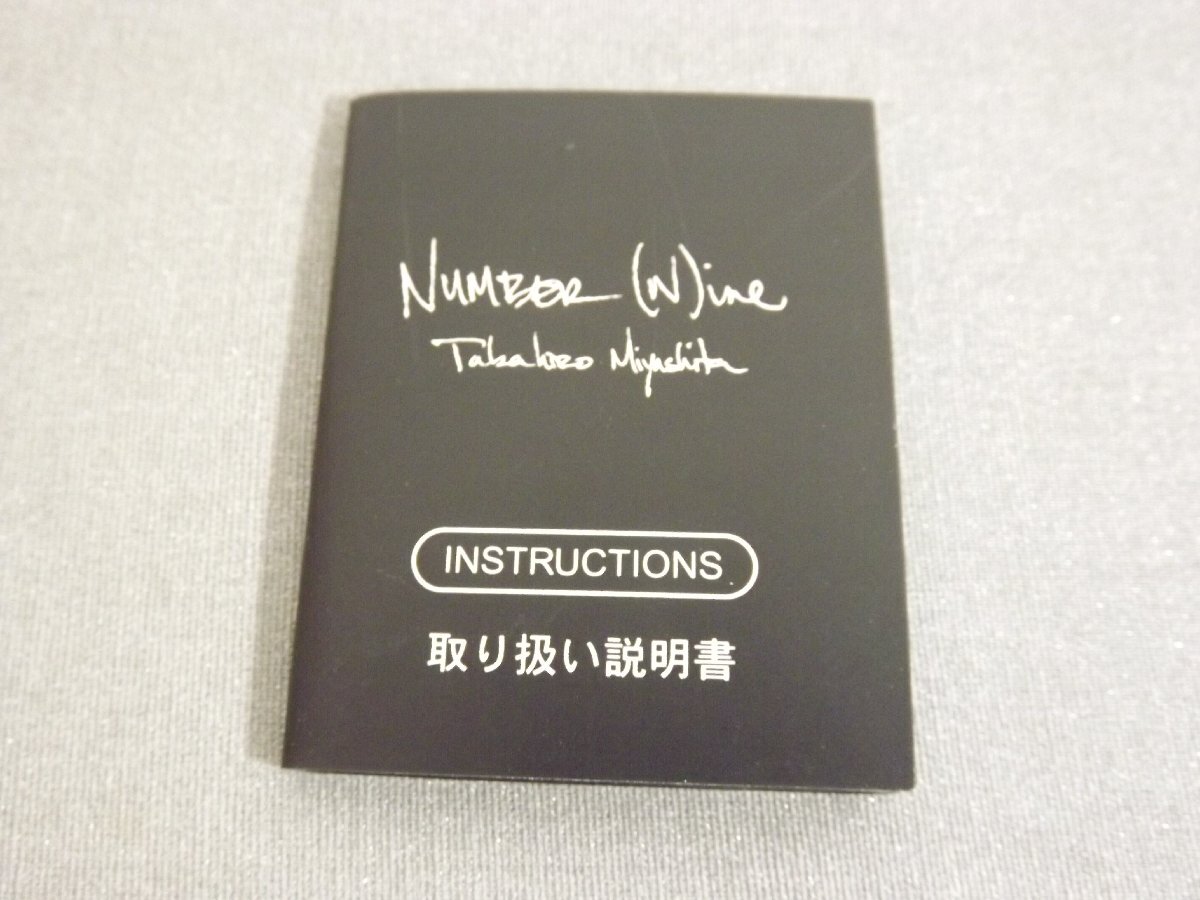 NUMBER (N)ine
Takahiro Miyashita
INSTRUCTIONS
取り扱い説明書